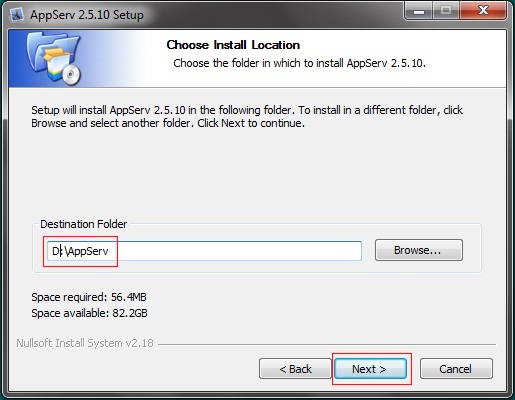 AppServ 2.5.10 Setup
Choose Install Location
Choose the folder in which to install AppServ 2.5.10.
Setup will install AppServ 2.5.10 in the following folder. To install in a different folder, click
Browse and select another folder. Click Next to continue.
Destination Folder
D:\AppServ
Browse...
Space required: 56.4MB
Space available: 82.2GB
Nullsoft Install System v2.18
< Back
Next >
Cancel